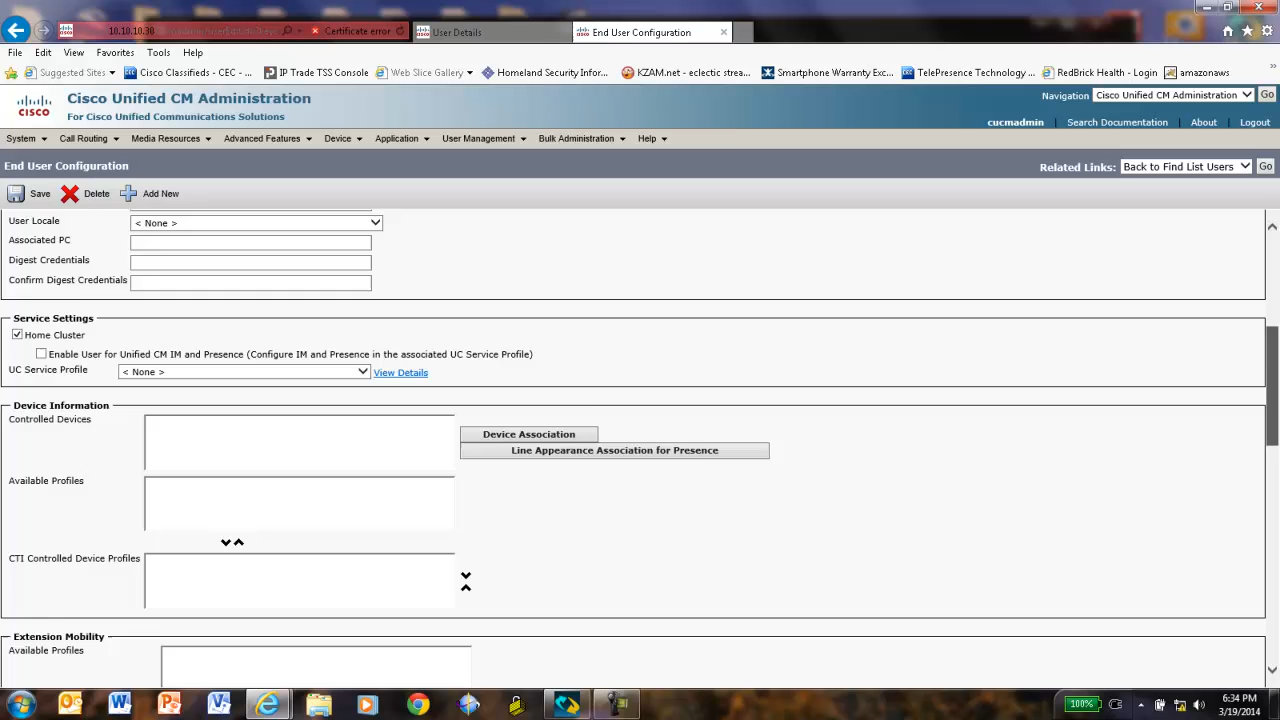 10.10.10.30
Certificate error
User Details
End User Configuration
File Edit View Favorites Tools Help
Suggested Sites
Cisco Classifieds - CEC - ...
IP Trade TSS Console
Web Slice Gallery
Homeland Security Infor...
KZAM.net - eclectic strea...
Smartphone Warranty Exc...
TelePresence Technology ...
RedBrick Health - Login
amazonaws
CISCO
Cisco Unified CM Administration
For Cisco Unified Communications Solutions
Navigation Cisco Unified CM Administration Go
cucmadmin Search Documentation About Logout
System Call Routing Media Resources Advanced Features Device Application User Management Bulk Administration Help
End User Configuration
Related Links: Back to Find List Users Go
Save Delete Add New
User Locale < None >
Associated PC
Digest Credentials
Confirm Digest Credentials
Service Settings
Home Cluster
Enable User for Unified CM IM and Presence (Configure IM and Presence in the associated UC Service Profile)
UC Service Profile < None > View Details
Device Information
Controlled Devices
Device Association
Line Appearance Association for Presence
Available Profiles
CTI Controlled Device Profiles
Extension Mobility
Available Profiles
100%
6:34 PM
3/19/2014